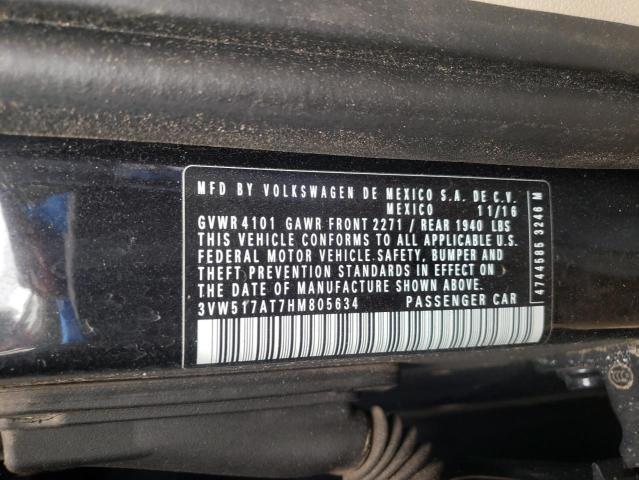 MFD BY VOLKSWAGEN DE MEXICO S.A. DE C.V.
MEXICO 11/16
GVWR 4101 GAWR FRONT 2271 / REAR 1940 LBS
THIS VEHICLE CONFORMS TO ALL APPLICABLE U.S.
FEDERAL MOTOR VEHICLE SAFETY, BUMPER AND
THEFT PREVENTION STANDARDS IN EFFECT ON
THE DATE OF MANUFACTURE SHOWN ABOVE.
3VW517AT7HM805634 PASSENGER CAR
4744585 3246 M